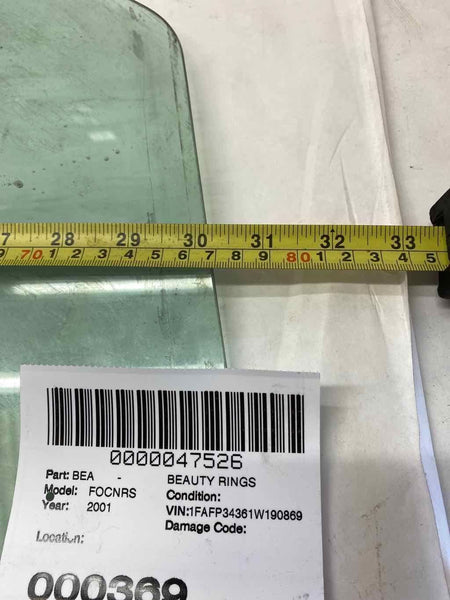 7 28 29 30 31 32 33
9 70 1 2 3 4 5 6 7 8 9 80 1 2 3 4 5
0000047526
Part: BEA - BEAUTY RINGS
Model: FOCNRS Condition:
Year: 2001 VIN:1FAFP34361W190869
Damage Code:
Location:
000369